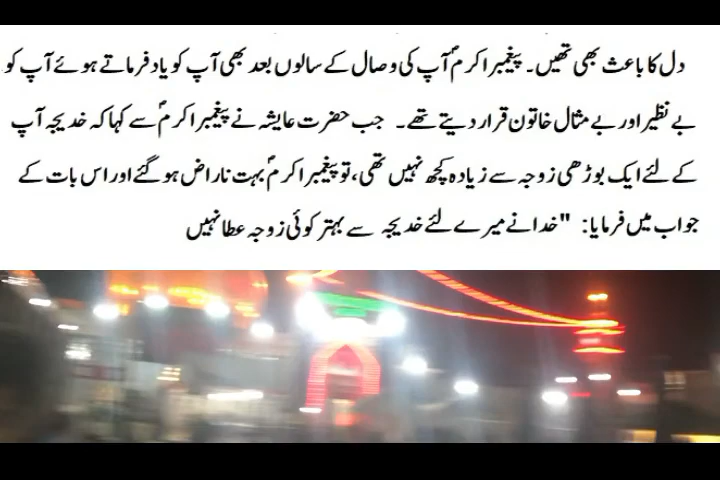 دل کا باعث بھی تھیں۔ پیغمبر اکرمؐ آپ کی وصال کے سالوں بعد بھی آپ کو یاد فرماتے ہوئے آپ کو
بے نظیر اور بے مثال خاتون قرار دیتے تھے۔ جب حضرت عایشہ نے پیغمبر اکرمؐ سے کہا کہ خدیجہ آپ
کے لئے ایک بوڑھی زوجہ سے زیادہ کچھ نہیں تھی، تو پیغمبر اکرمؐ بہت ناراض ہو گئے اور اس بات کے
جواب میں فرمایا: "خدا نے میرے لئے خدیجہ سے بہتر کوئی زوجہ عطا نہیں